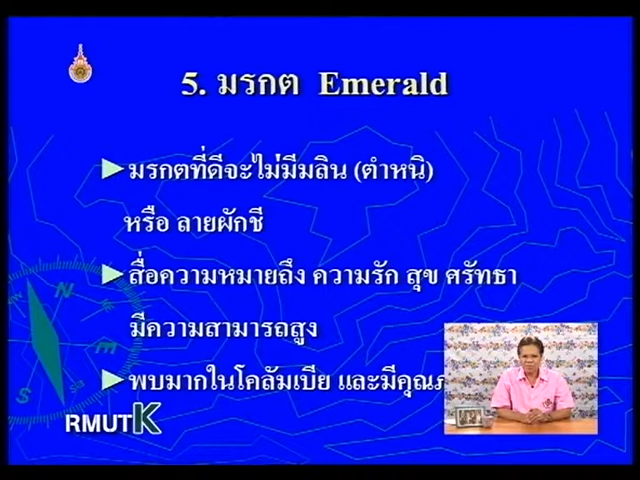 5. มรกต Emerald
มรกตที่ดีจะไม่มีมลิน (ตำหนิ)
หรือ ลายผักชี
สื่อความหมายถึง ความรัก สุข ศรัทธา
มีความสามารถสูง
พบมากในโคลัมเบีย และมีคุณภ
N
E
S
RMUTK